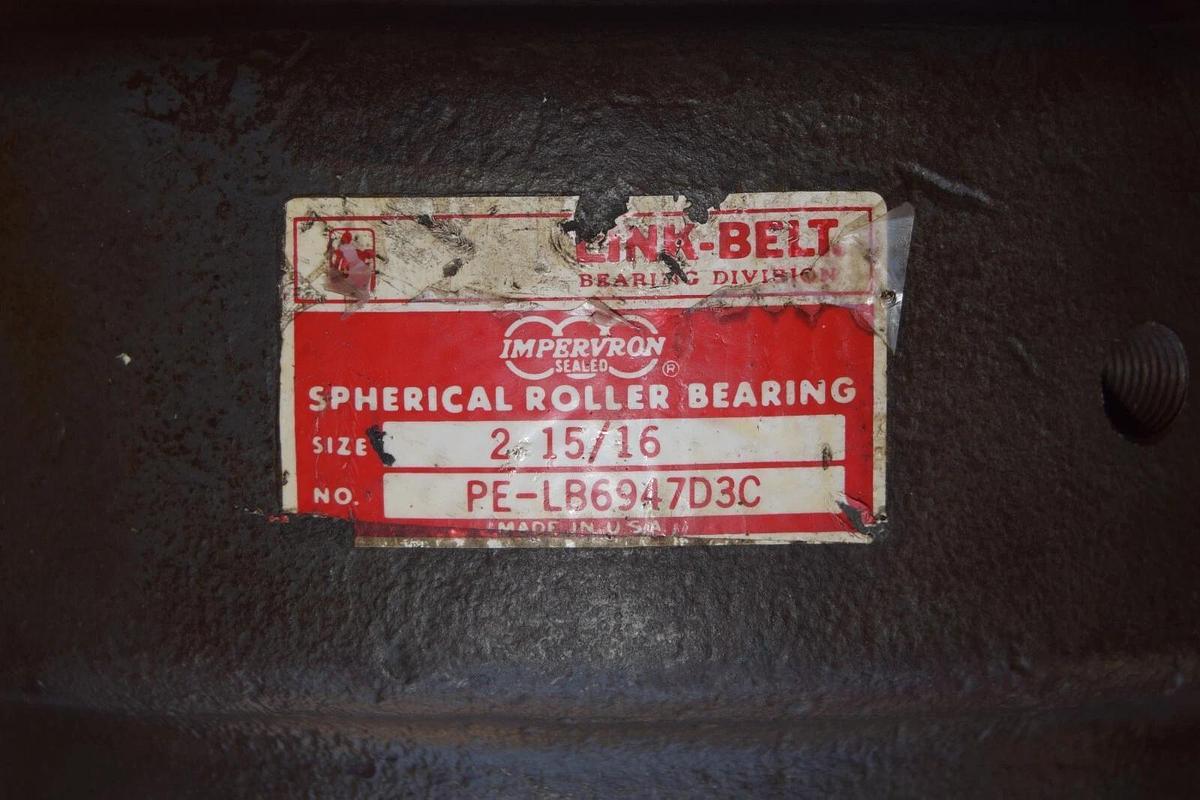 LINK-BELT
BEARING DIVISION
IMPERVRON
SEALED ®
SPHERICAL ROLLER BEARING
SIZE 2 15/16
NO. PE-LB6947D3C
MADE IN U.S.A.